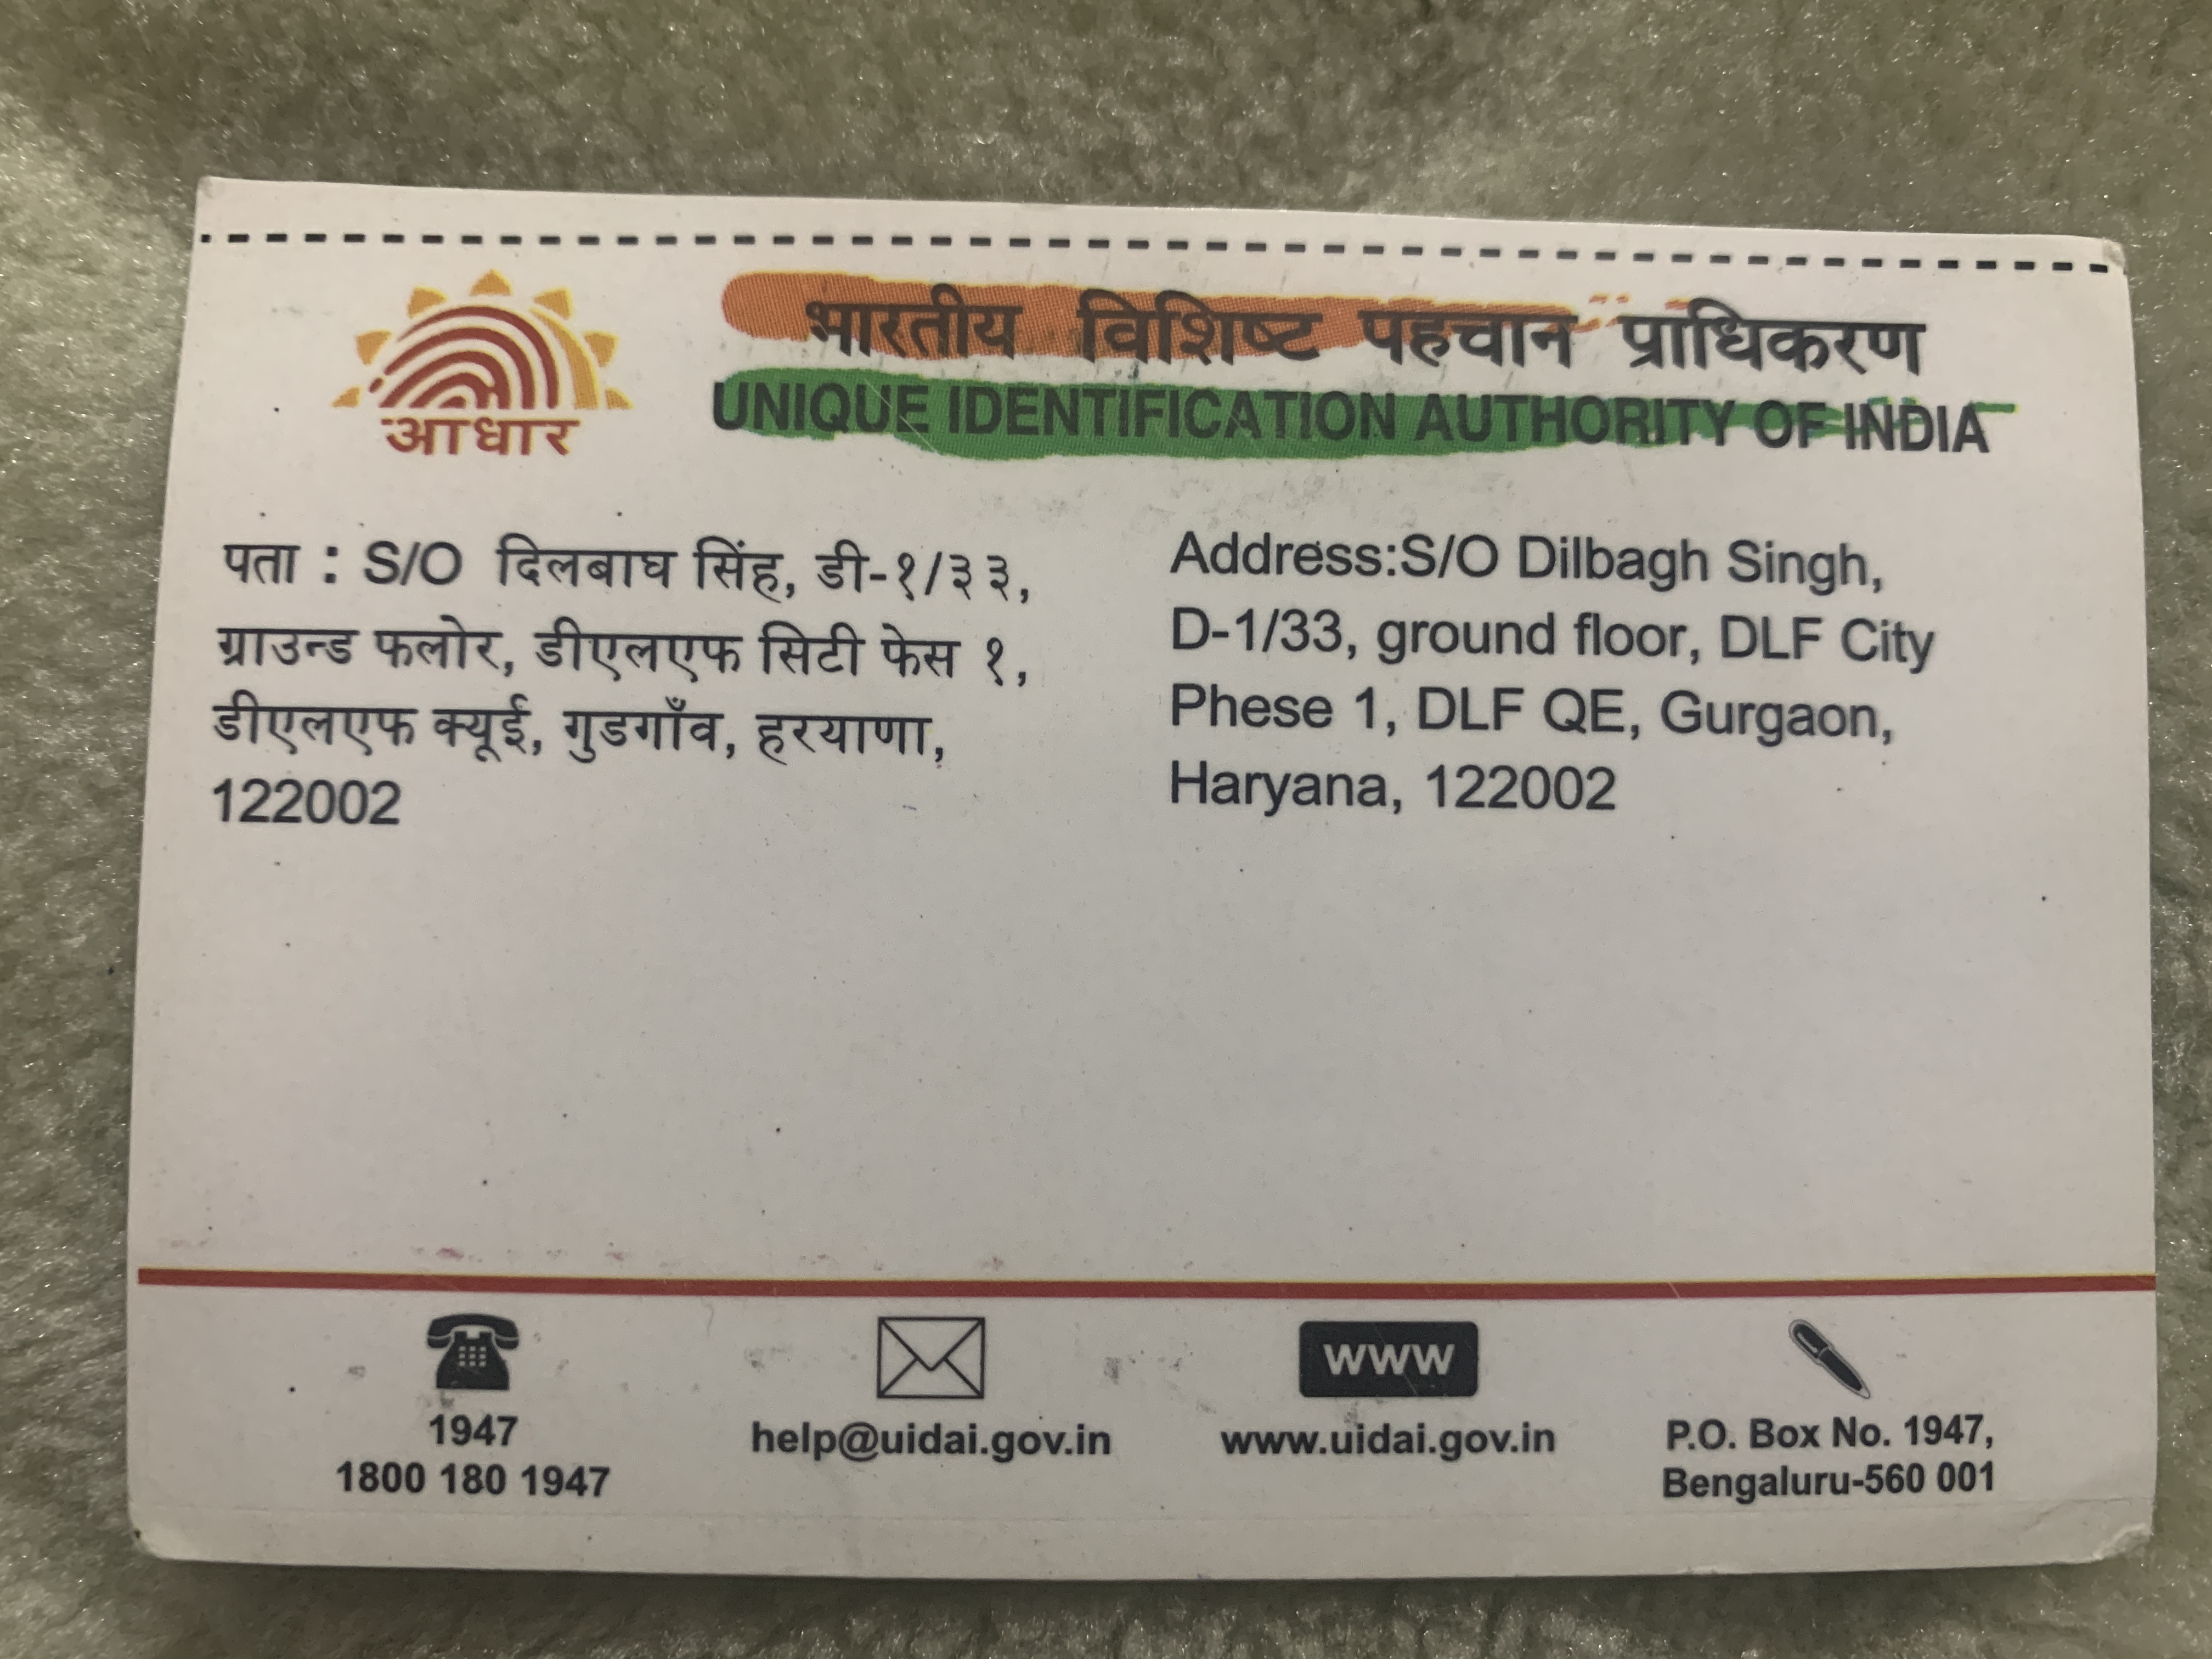 आधार
भारतीय विशिष्ट पहचान प्राधिकरण
UNIQUE IDENTIFICATION AUTHORITY OF INDIA
पता : S/O दिलबाघ सिंह, डी-१/३३,
ग्राउन्ड फलोर, डीएलएफ सिटी फेस १,
डीएलएफ क्यूई, गुडगाँव, हरयाणा,
122002
Address:S/O Dilbagh Singh,
D-1/33, ground floor, DLF City
Phese 1, DLF QE, Gurgaon,
Haryana, 122002
1947
1800 180 1947
help@uidai.gov.in
WWW
www.uidai.gov.in
P.O. Box No. 1947,
Bengaluru-560 001